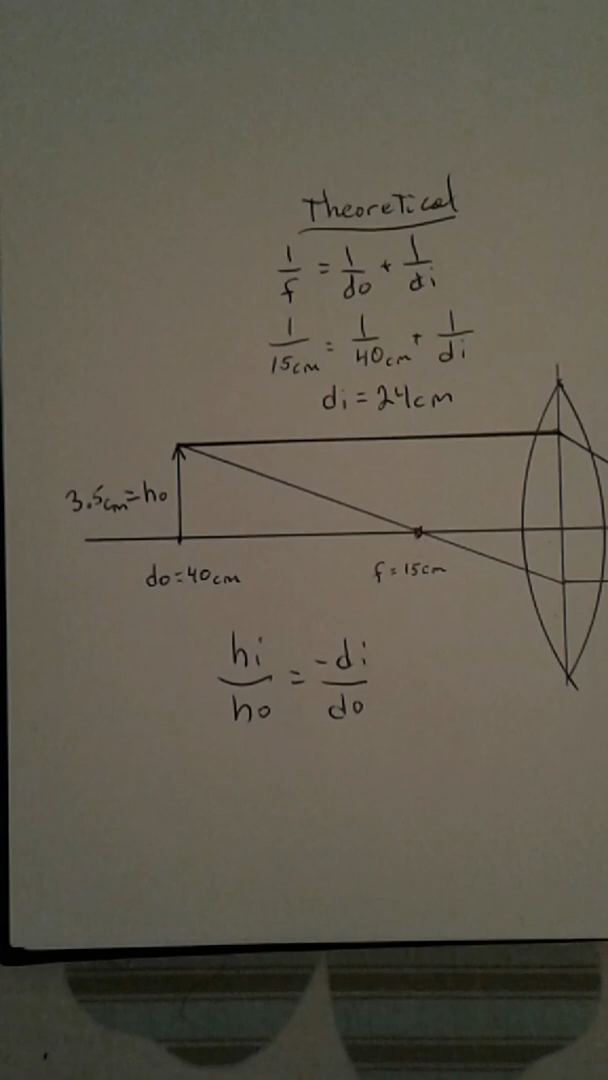 Theoretical
1/f = 1/do + 1/di
1/15cm = 1/40cm + 1/di
di = 24cm
3.5cm = ho
do = 40cm
f = 15cm
hi/ho = -di/do